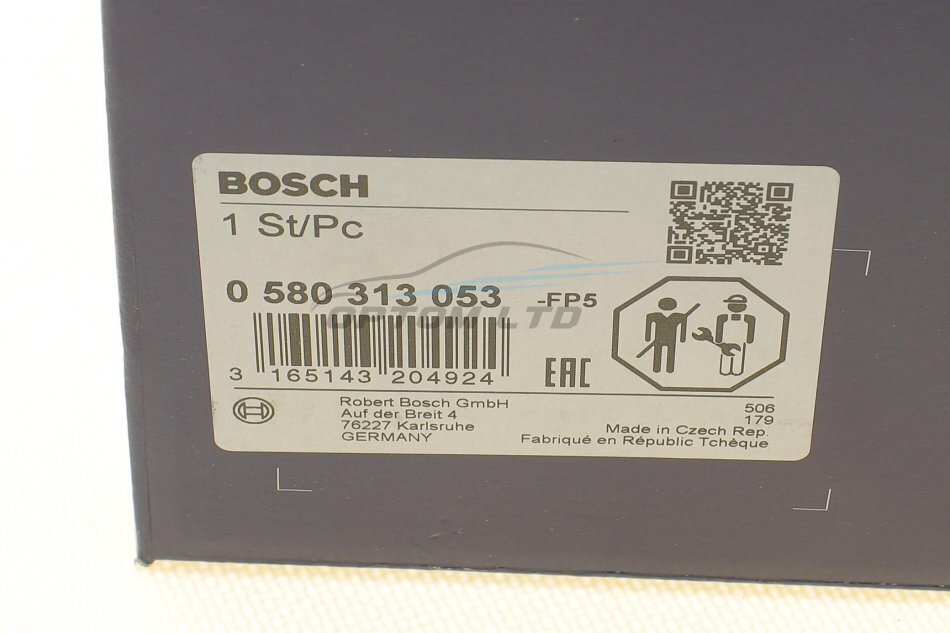 BOSCH
1 St/Pc
0 580 313 053 -FP5
OPTOM LTD
3 165143 204924
EAC
Robert Bosch GmbH
Auf der Breit 4
76227 Karlsruhe
GERMANY
506
179
Made in Czech Rep.
Fabriqué en République Tchèque